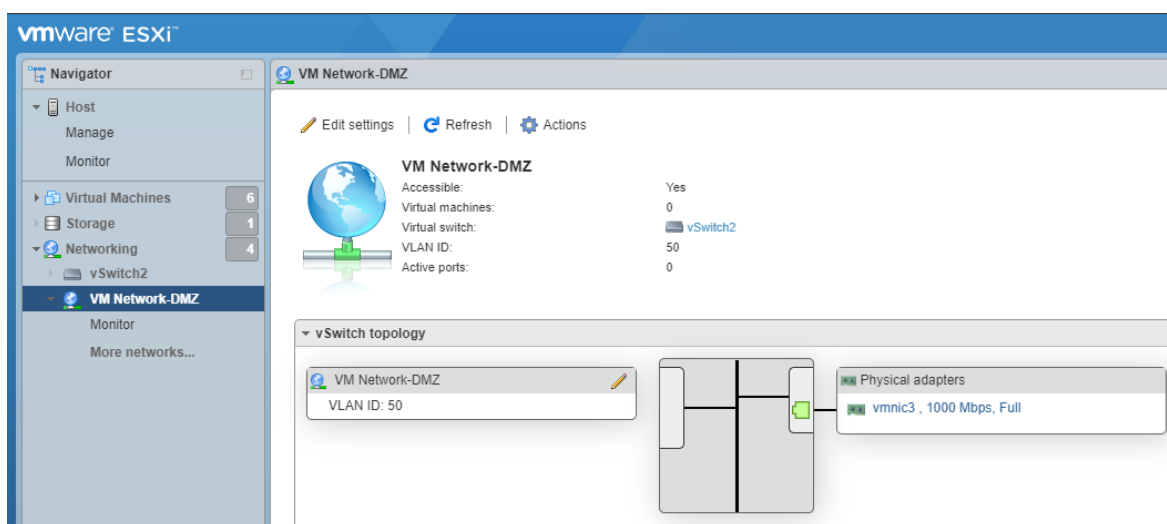 vmware ESXi™
Navigator
Host
Manage
Monitor
Virtual Machines 6
Storage 1
Networking 4
vSwitch2
VM Network-DMZ
Monitor
More networks...
VM Network-DMZ
Edit settings | Refresh | Actions
VM Network-DMZ
Accessible: Yes
Virtual machines: 0
Virtual switch: vSwitch2
VLAN ID: 50
Active ports: 0
vSwitch topology
VM Network-DMZ
VLAN ID: 50
Physical adapters
vmnic3 , 1000 Mbps, Full